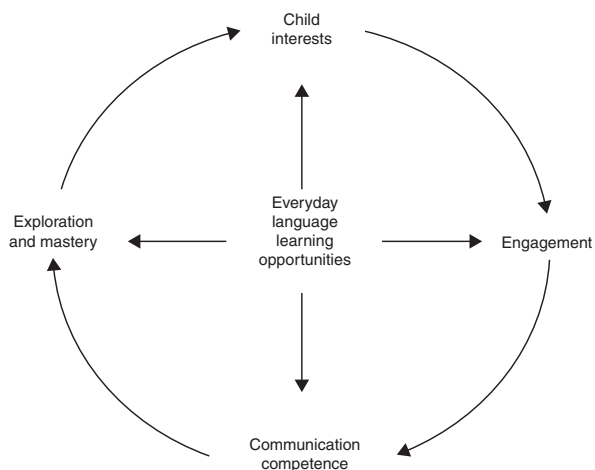 Child
interests
Everyday
language
learning
opportunities
Exploration
and mastery
Engagement
Communication
competence